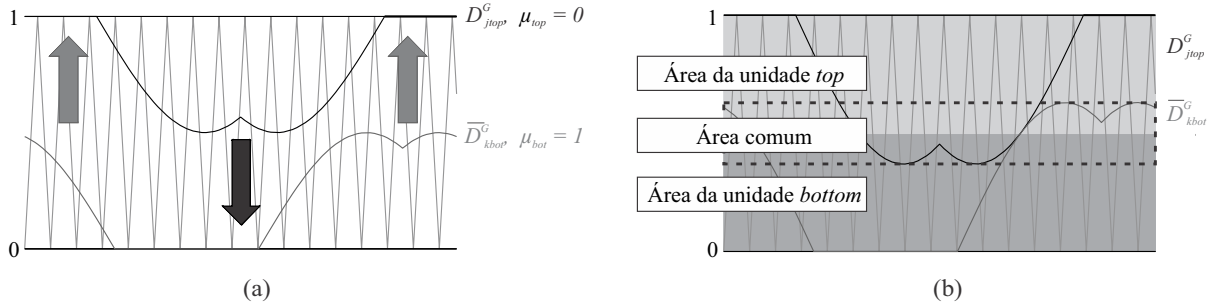 1
D^G_jtop, μ_top = 0
D̅^G_kbot, μ_bot = 1
0
(a)
1
D^G_jtop
Área da unidade top
D̅^G_kbot
Área comum
Área da unidade bottom
0
(b)